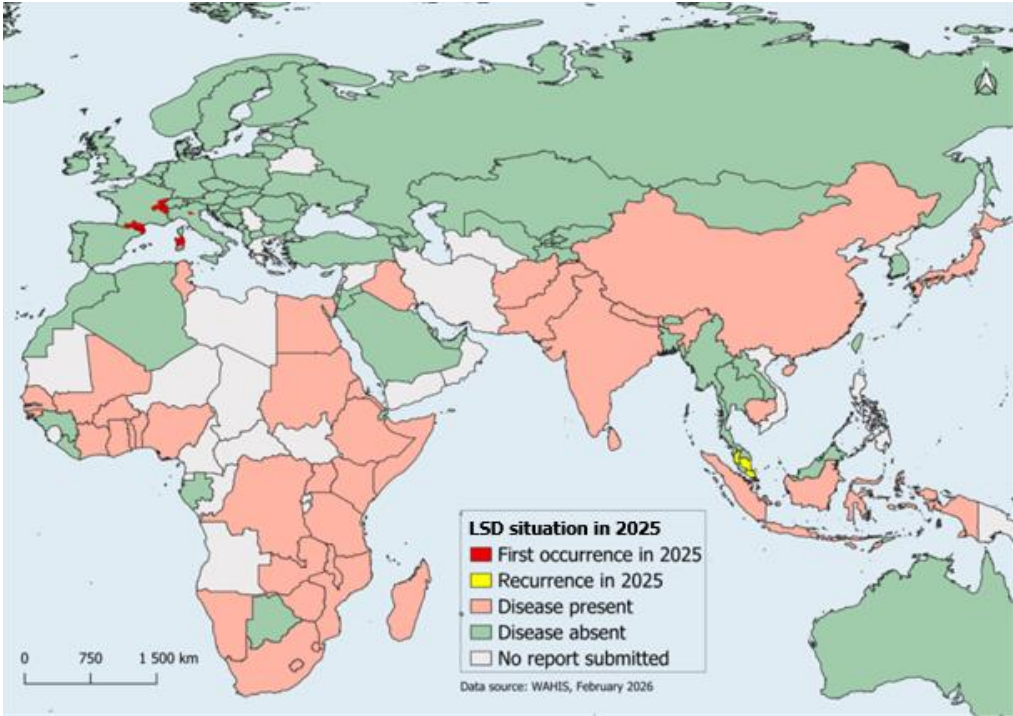 N
LSD situation in 2025
First occurrence in 2025
Recurrence in 2025
Disease present
Disease absent
No report submitted
0 750 1 500 km
Data source: WAHIS, February 2026